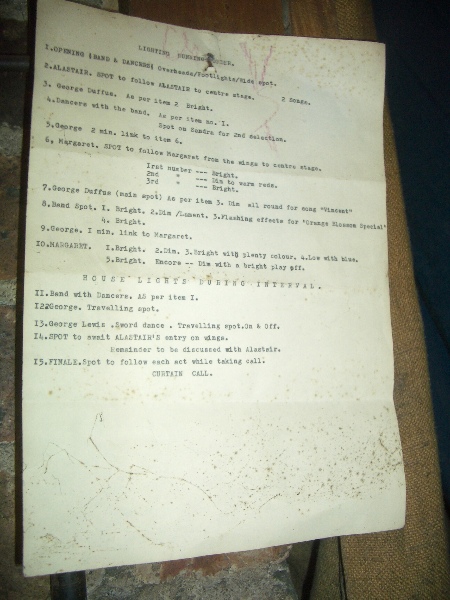 LIGHTING RUNNING ORDER.
I.OPENING (BAND & DANCERS) Overheads/Footlights/Wide spot.
2 Songs.
2.ALASTAIR. SPOT to follow ALASTAIR to centre stage.
3. George Duffus. As per item 2 Bright.
4.Dancers with the band. As per item no. I.
Spot on Sandra for 2nd selection.
5.George 2 min. link to item 6.
6. Margaret. SPOT to follow Margaret from the wings to centre stage.
Irst number --- Bright.
2nd " --- Dim to warm reds.
3rd " --- Bright.
7.George Duffus (main spot) As per item 3. Dim all round for song "Vincent"
8.Band Spot. I. Bright. 2.Dim /Lament. 3.Flashing effects for "Orange Blossom Special"
4. Bright.
9.George. I min. link to Margaret.
IO.MARGARET. I.Bright. 2.Dim. 3.Bright with plenty colour. 4.Low with blue.
5.Bright. Encore -- Dim with a bright play off.
HOUSE LIGHTS DURING INTERVAL.
II.Band with Dancers. AS per item I.
I22George. Travelling spot.
I3.George Lewis .Sword dance . Travelling spot.On & Off.
I4.SPOT to await ALASTAIR'S entry on wings.
Remainder to be discussed with Alastair.
I5.FINALE.Spot to follow each act while taking call.
CURTAIN CALL.